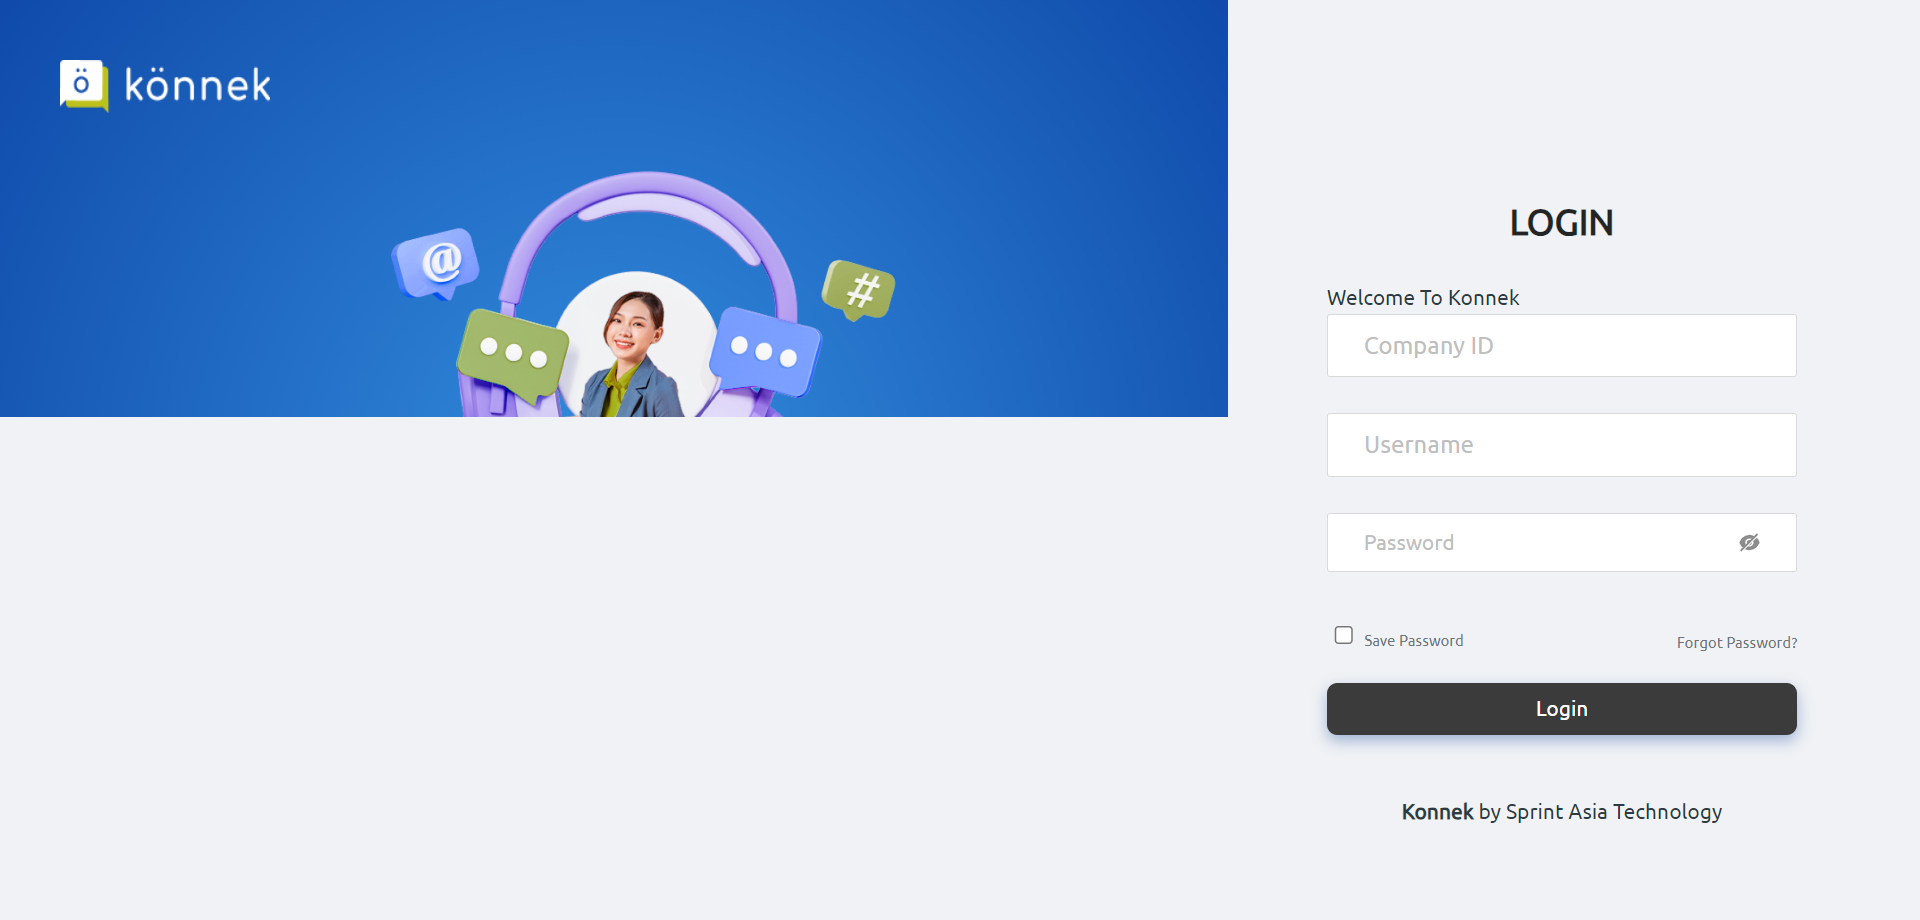 ö könnek
@
#
LOGIN
Welcome To Konnek
Company ID
Username
Password
Save Password
Forgot Password?
Login
Konnek by Sprint Asia Technology